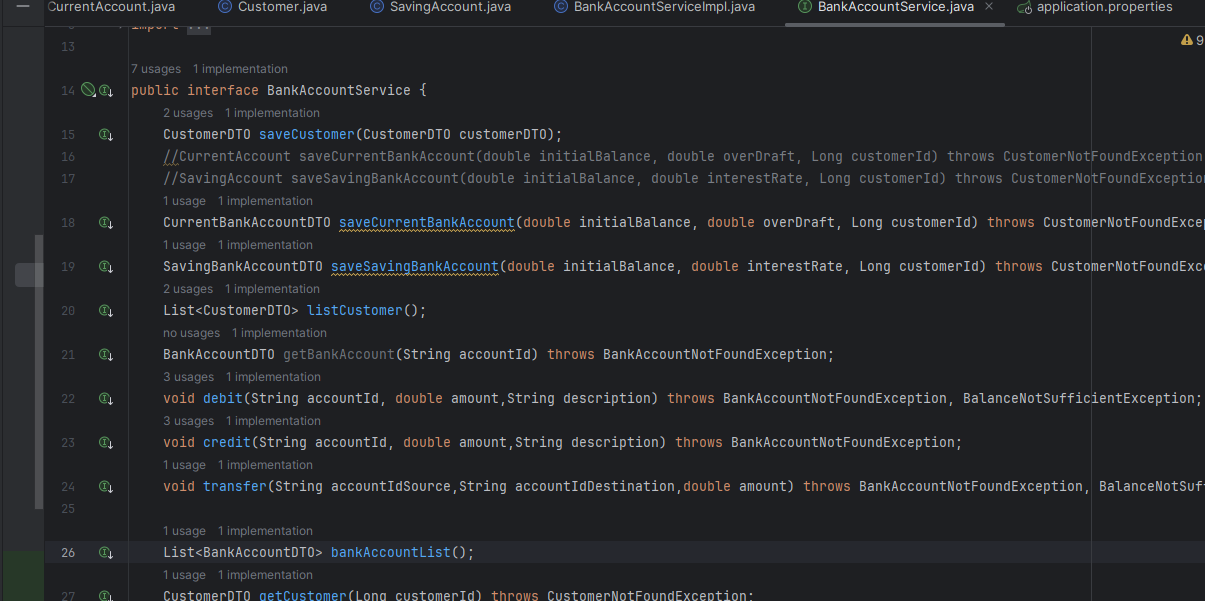 CurrentAccount.java Customer.java SavingAccount.java BankAccountServiceImpl.java BankAccountService.java × application.properties
import ...
13
9
7 usages 1 implementation
14 public interface BankAccountService {
2 usages 1 implementation
15 CustomerDTO saveCustomer(CustomerDTO customerDTO);
16 //CurrentAccount saveCurrentBankAccount(double initialBalance, double overDraft, Long customerId) throws CustomerNotFoundException
17 //SavingAccount saveSavingBankAccount(double initialBalance, double interestRate, Long customerId) throws CustomerNotFoundException
1 usage 1 implementation
18 CurrentBankAccountDTO saveCurrentBankAccount(double initialBalance, double overDraft, Long customerId) throws CustomerNotFoundExce
1 usage 1 implementation
19 SavingBankAccountDTO saveSavingBankAccount(double initialBalance, double interestRate, Long customerId) throws CustomerNotFoundExc
2 usages 1 implementation
20 List<CustomerDTO> listCustomer();
no usages 1 implementation
21 BankAccountDTO getBankAccount(String accountId) throws BankAccountNotFoundException;
3 usages 1 implementation
22 void debit(String accountId, double amount,String description) throws BankAccountNotFoundException, BalanceNotSufficientException;
3 usages 1 implementation
23 void credit(String accountId, double amount,String description) throws BankAccountNotFoundException;
1 usage 1 implementation
24 void transfer(String accountIdSource,String accountIdDestination,double amount) throws BankAccountNotFoundException, BalanceNotSuf
25
1 usage 1 implementation
26 List<BankAccountDTO> bankAccountList();
1 usage 1 implementation
27 CustomerDTO getCustomer(Long customerId) throws CustomerNotFoundException;